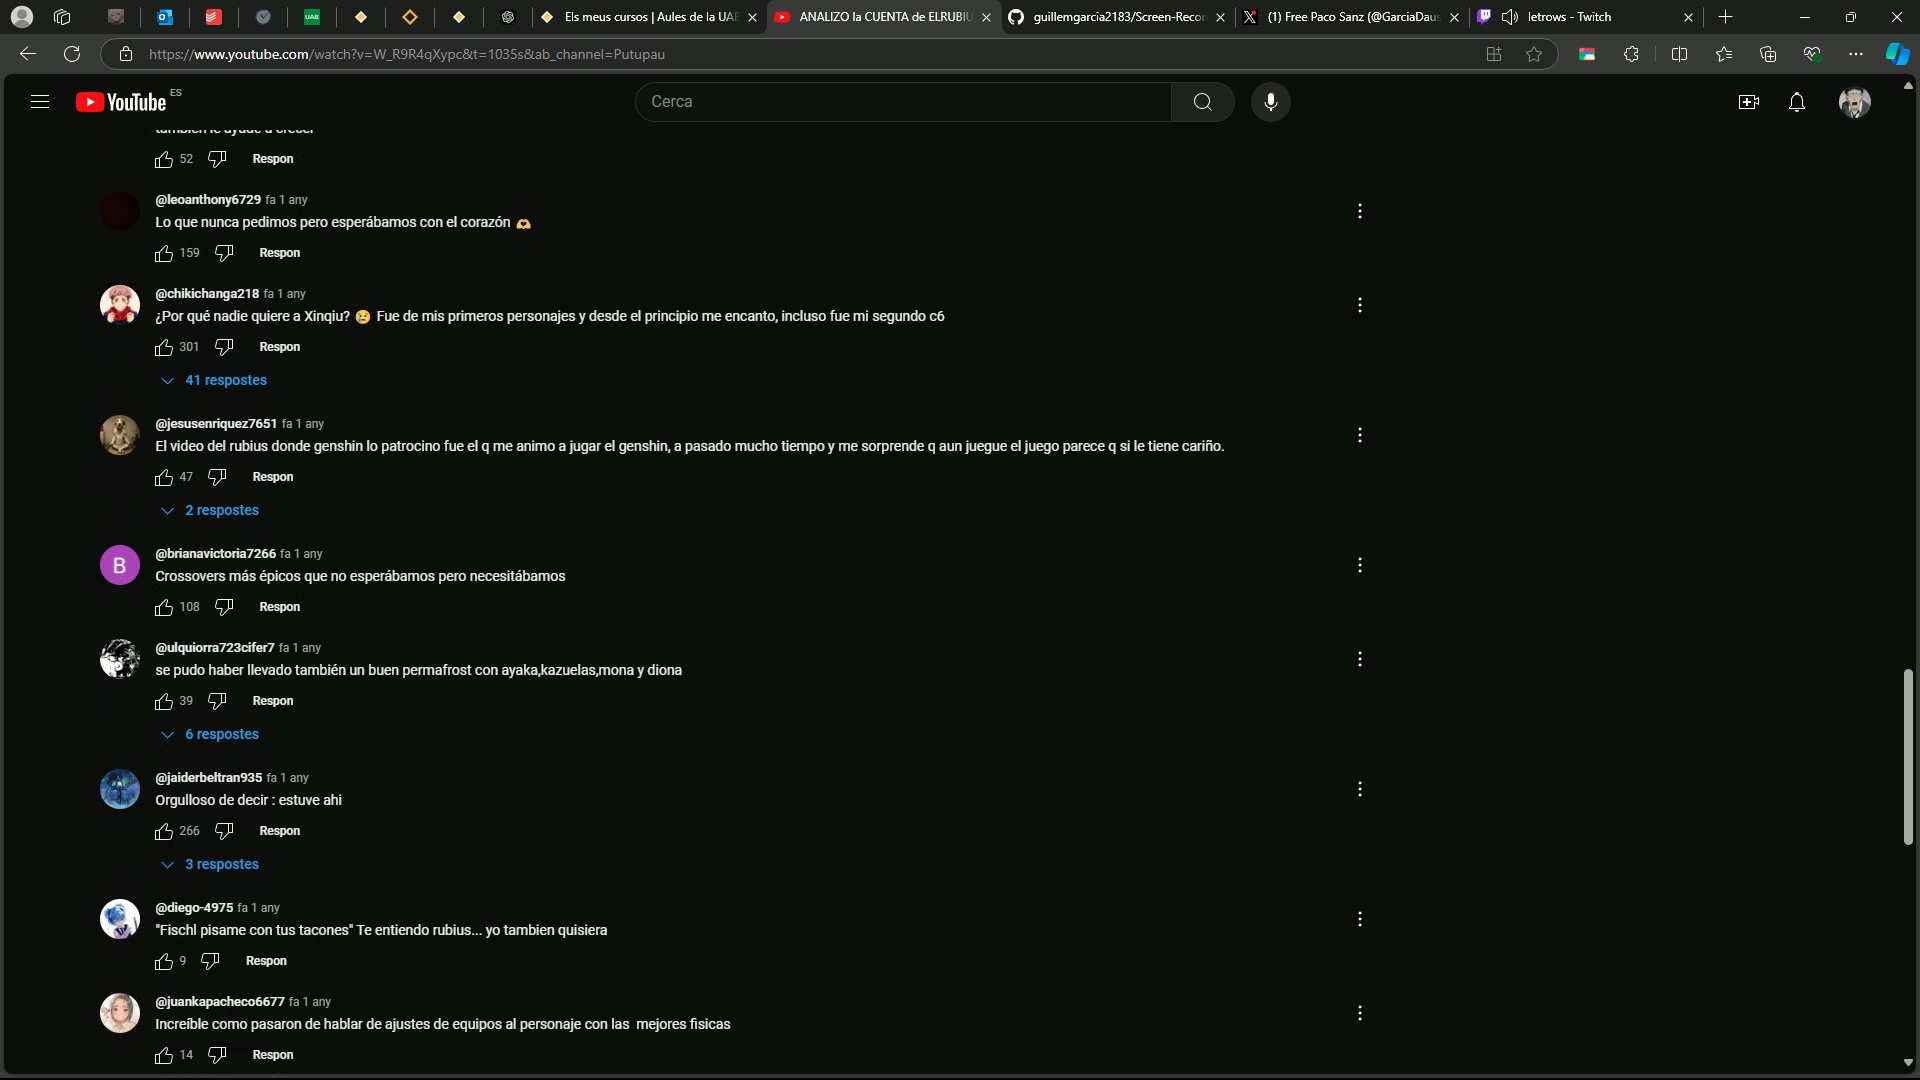 UAB
Els meus cursos | Aules de la UAB
ANALIZO la CUENTA de ELRUBIU
guillemgarcia2183/Screen-Recor
(1) Free Paco Sanz (@GarciaDaus
letrows - Twitch
https://www.youtube.com/watch?v=W_R9R4qXypc&t=1035s&ab_channel=Putupau
YouTube ES
Cerca
también le ayude a crecer
52 Respon
@leoanthony6729 fa 1 any
Lo que nunca pedimos pero esperábamos con el corazón 🫶
159 Respon
@chikichanga218 fa 1 any
¿Por qué nadie quiere a Xinqiu? 😢 Fue de mis primeros personajes y desde el principio me encanto, incluso fue mi segundo c6
301 Respon
41 respostes
@jesusenriquez7651 fa 1 any
El video del rubius donde genshin lo patrocino fue el q me animo a jugar el genshin, a pasado mucho tiempo y me sorprende q aun juegue el juego parece q si le tiene cariño.
47 Respon
2 respostes
B
@brianavictoria7266 fa 1 any
Crossovers más épicos que no esperábamos pero necesitábamos
108 Respon
@ulquiorra723cifer7 fa 1 any
se pudo haber llevado también un buen permafrost con ayaka,kazuelas,mona y diona
39 Respon
6 respostes
@jaiderbeltran935 fa 1 any
Orgulloso de decir : estuve ahi
266 Respon
3 respostes
@diego-4975 fa 1 any
"Fischl pisame con tus tacones" Te entiendo rubius... yo tambien quisiera
9 Respon
@juankapacheco6677 fa 1 any
Increíble como pasaron de hablar de ajustes de equipos al personaje con las  mejores fisicas
14 Respon